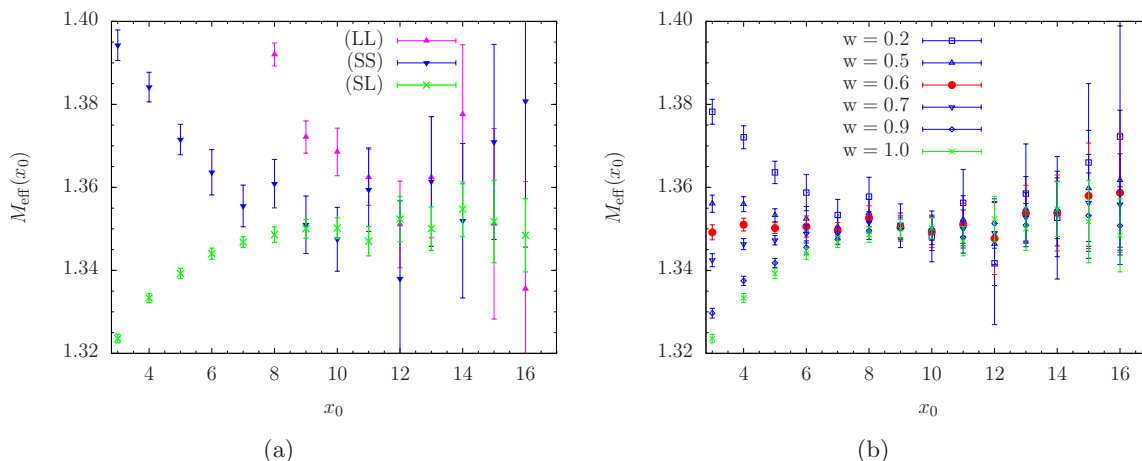 1.40
1.38
1.36
1.34
1.32
M_eff(x_0)
4 6 8 10 12 14 16
x_0
(LL)
(SS)
(SL)
(a)
1.40
1.38
1.36
1.34
1.32
M_eff(x_0)
4 6 8 10 12 14 16
x_0
w = 0.2
w = 0.5
w = 0.6
w = 0.7
w = 0.9
w = 1.0
(b)